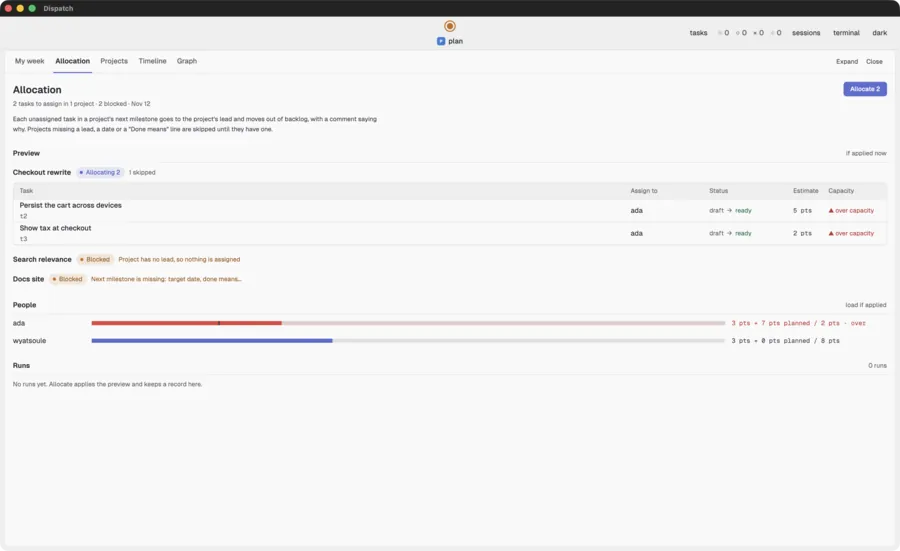 Dispatch
plan
tasks 0 0 0 0 sessions terminal dark
My week Allocation Projects Timeline Graph Expand Close
Allocation
Allocate 2
2 tasks to assign in 1 project · 2 blocked · Nov 12
Each unassigned task in a project's next milestone goes to the project's lead and moves out of backlog, with a comment saying
why. Projects missing a lead, a date or a "Done means" line are skipped until they have one.
Preview if applied now
Checkout rewrite Allocating 2 1 skipped
Task Assign to Status Estimate Capacity
Persist the cart across devices
t2
ada draft → ready 5 pts ▲ over capacity
Show tax at checkout
t3
ada draft → ready 2 pts ▲ over capacity
Search relevance Blocked Project has no lead, so nothing is assigned
Docs site Blocked Next milestone is missing: target date, done means…
People load if applied
ada 3 pts + 7 pts planned / 2 pts · over
wyatsouie 3 pts + 0 pts planned / 8 pts
Runs 0 runs
No runs yet. Allocate applies the preview and keeps a record here.